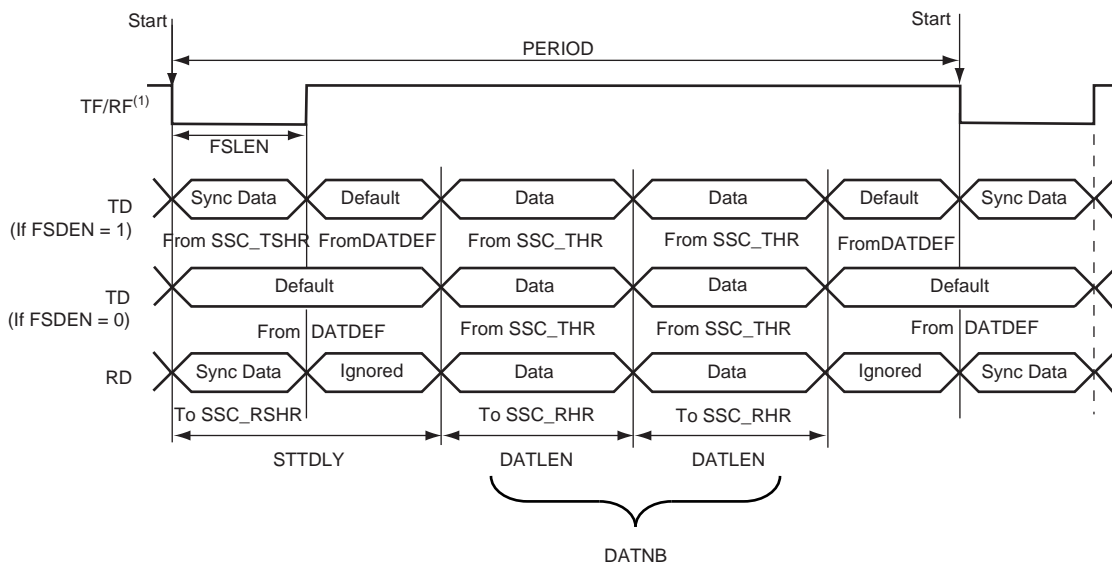 Start
Start
PERIOD
TF/RF(1)
FSLEN
TD
(If FSDEN = 1)
Sync Data
Default
Data
Data
Default
Sync Data
From SSC_TSHR
FromDATDEF
From SSC_THR
From SSC_THR
FromDATDEF
TD
(If FSDEN = 0)
Default
Data
Data
Default
From DATDEF
From SSC_THR
From SSC_THR
From DATDEF
RD
Sync Data
Ignored
Data
Data
Ignored
Sync Data
To SSC_RSHR
To SSC_RHR
To SSC_RHR
STTDLY
DATLEN
DATLEN
DATNB